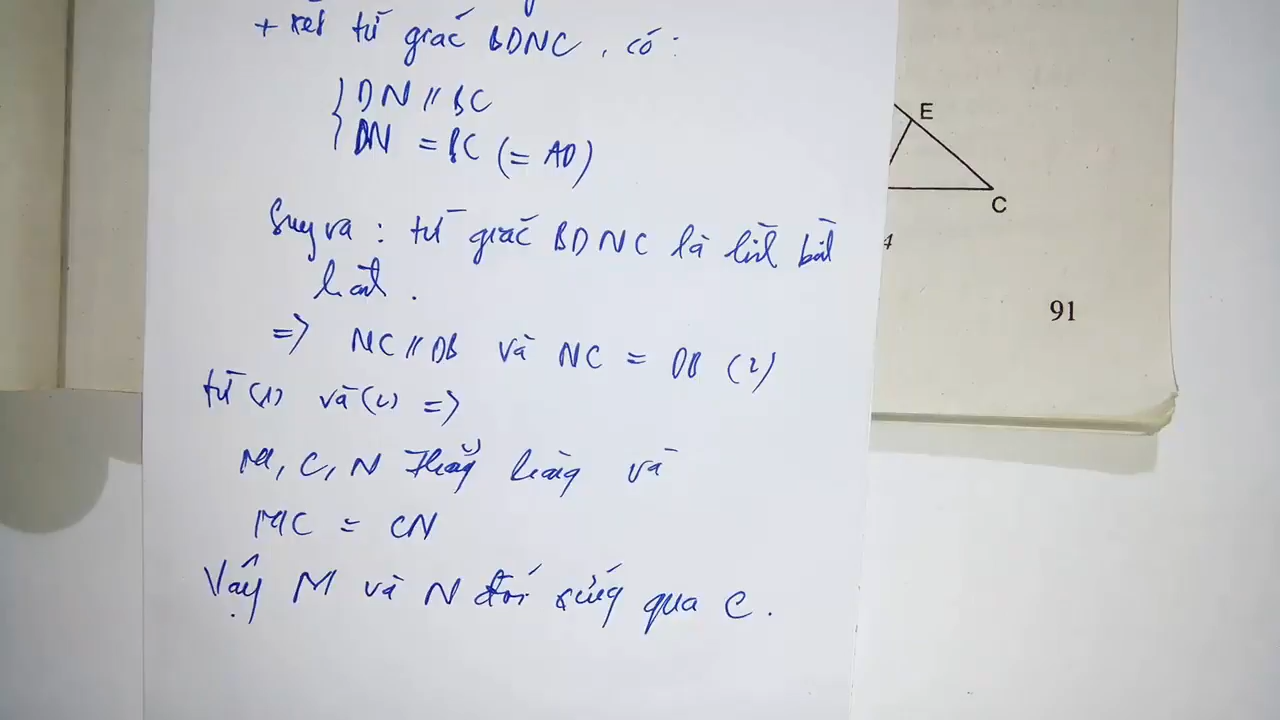 + Xét tứ giác BDNC, có:
DN // BC
DN = BC (= AD)
Suy ra : tứ giác BDNC là hình bình
hành.
=> NC // DB và NC = DB (2)
từ (1) và (2) =>
M, C, N thẳng hàng và
MC = CN
Vậy M và N đối xứng qua C.
E
C
4
91